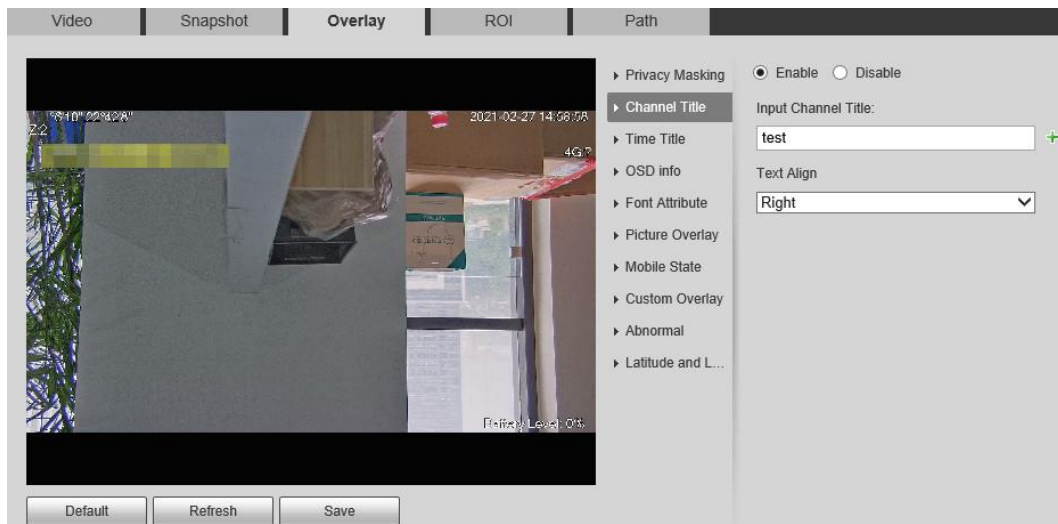 Video
Snapshot
Overlay
ROI
Path
2021-02-27 14:58:58
Z:2
4G:?
Battery Level: 0%
Privacy Masking
Channel Title
Time Title
OSD info
Font Attribute
Picture Overlay
Mobile State
Custom Overlay
Abnormal
Latitude and L...
Enable
Disable
Input Channel Title:
test
Text Align
Right
Default
Refresh
Save